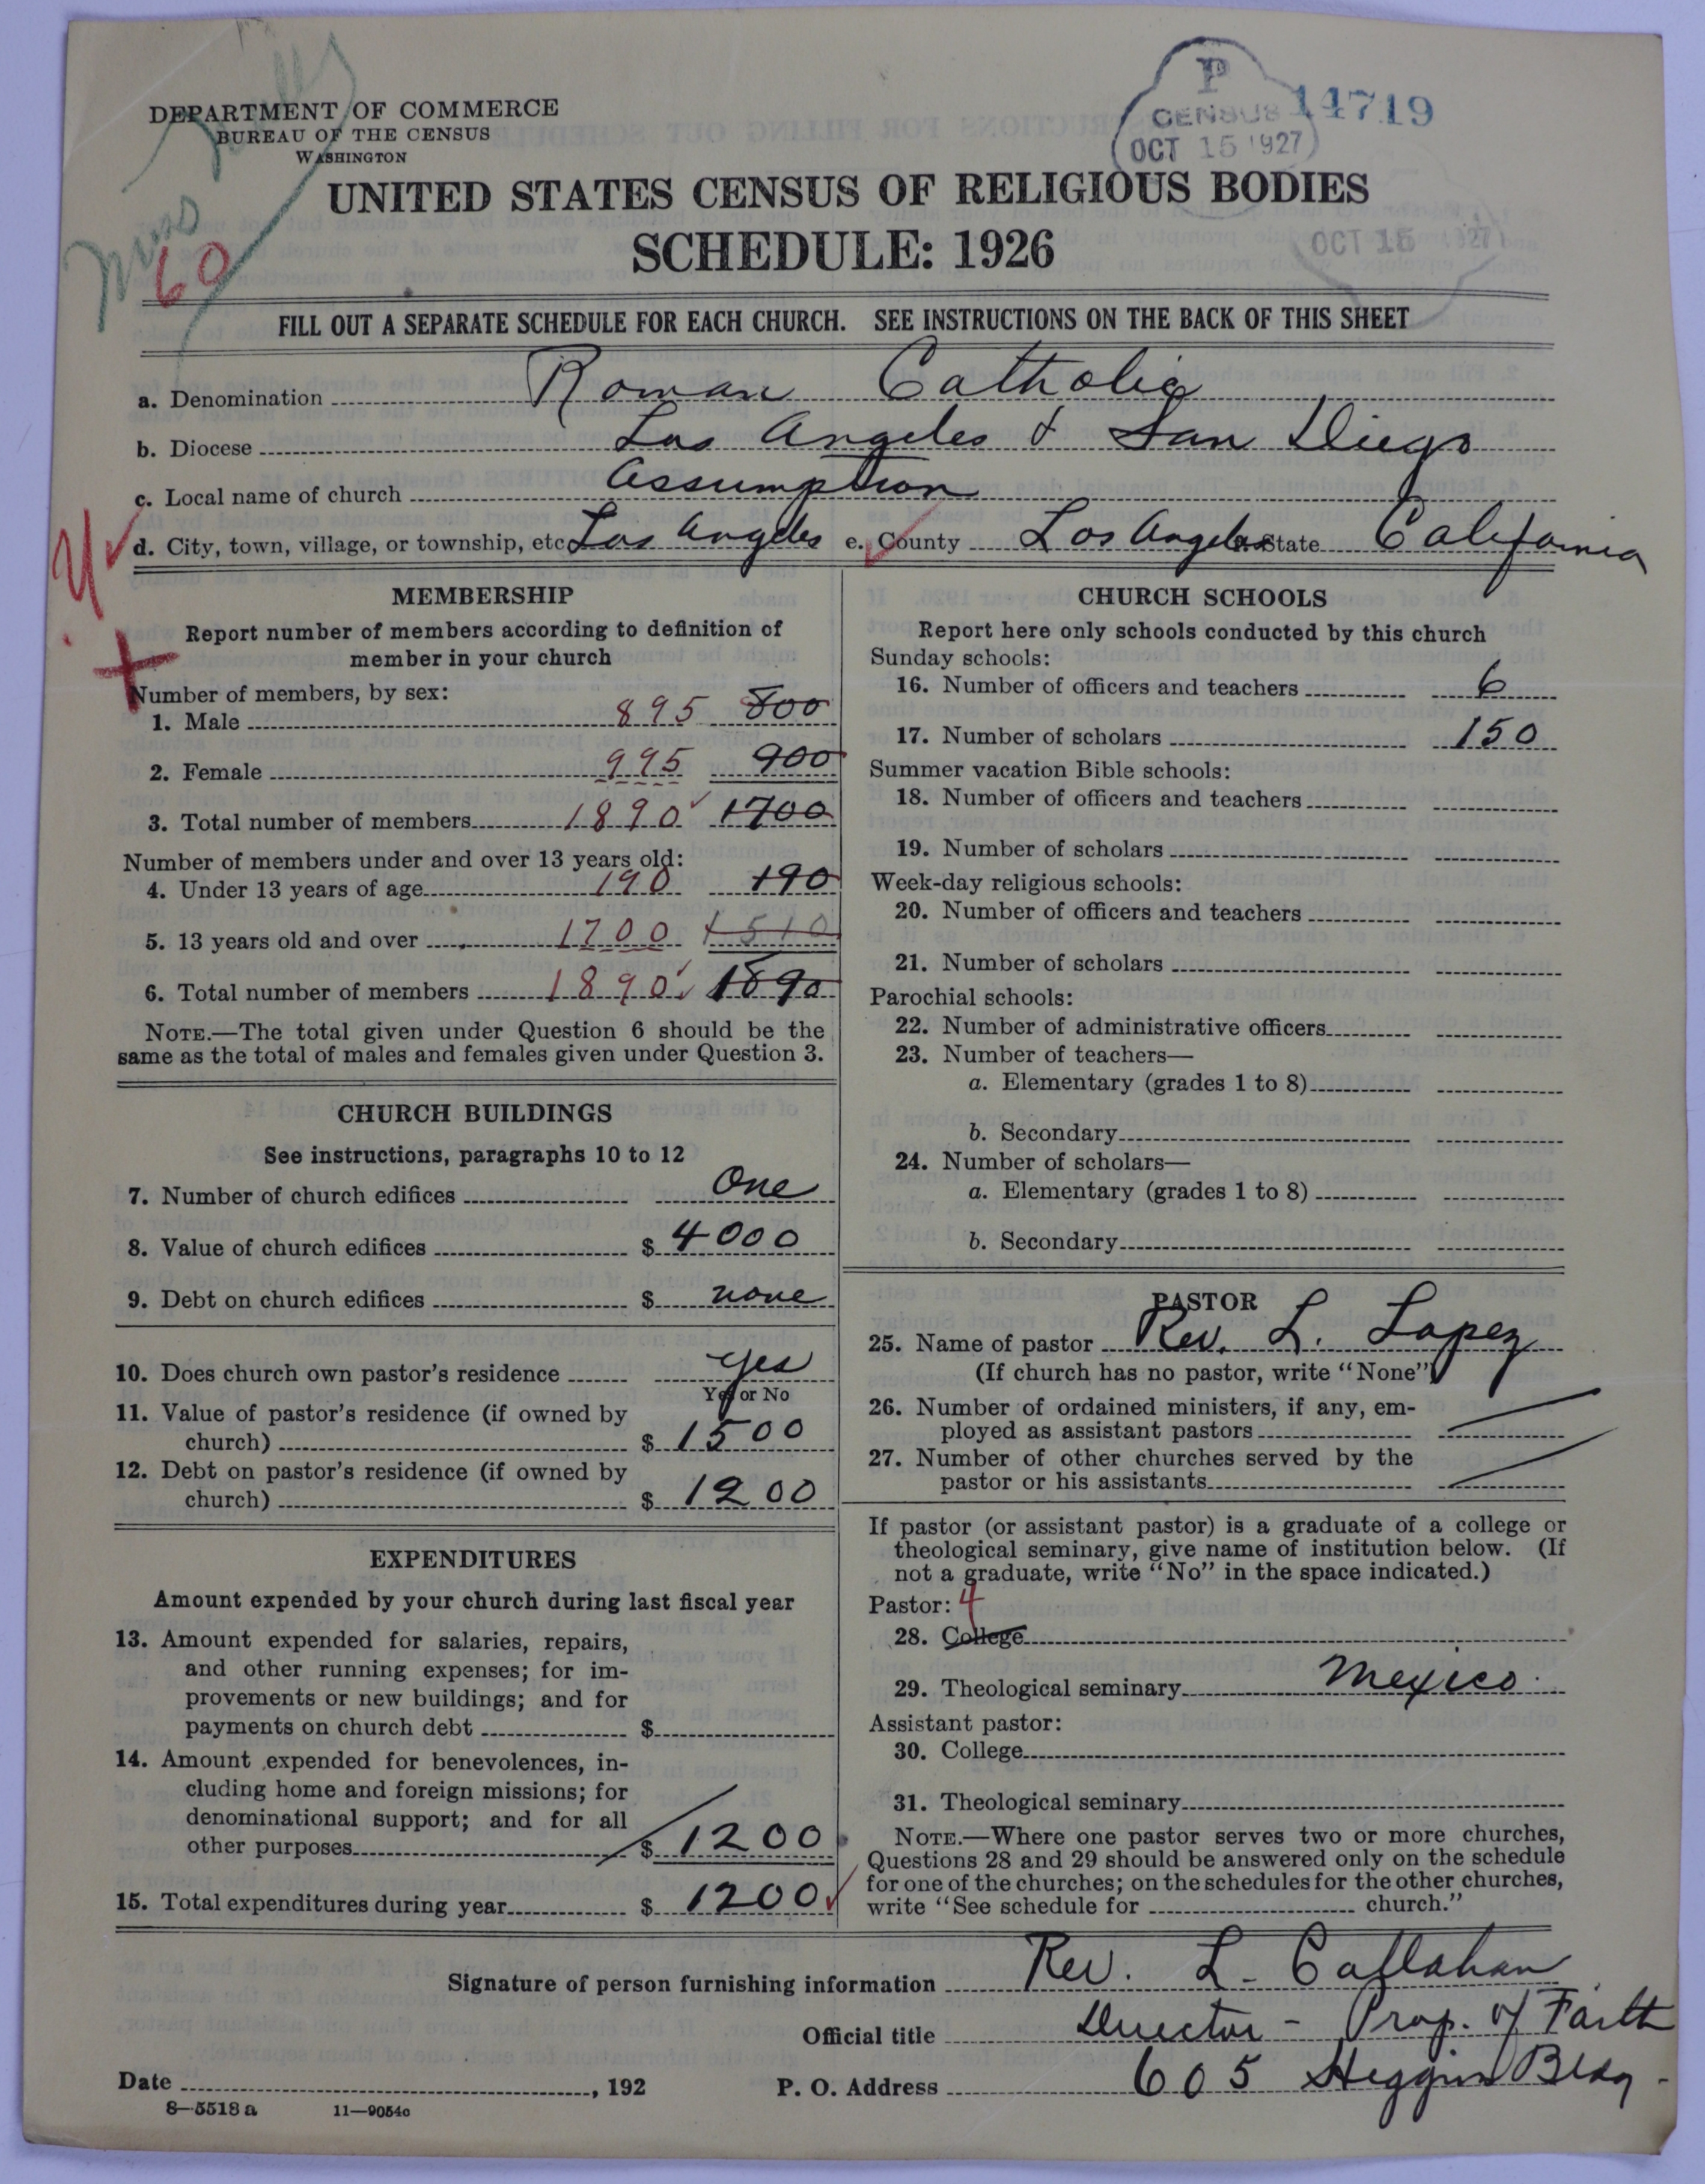 DEPARTMENT OF COMMERCE
BUREAU OF THE CENSUS
WASHINGTON
P
CENSUS
OCT 15 1927
14719
UNITED STATES CENSUS OF RELIGIOUS BODIES
SCHEDULE: 1926
OCT 15 1927
60
FILL OUT A SEPARATE SCHEDULE FOR EACH CHURCH. SEE INSTRUCTIONS ON THE BACK OF THIS SHEET
a. Denomination Roman Catholic
b. Diocese Los Angeles & San Diego
c. Local name of church Assumption
d. City, town, village, or township, etc Los Angeles e. County Los Angeles State California
MEMBERSHIP
Report number of members according to definition of
member in your church
Number of members, by sex:
1. Male 895 800
2. Female 995 900
3. Total number of members 1890 1700
Number of members under and over 13 years old:
4. Under 13 years of age 190 190
5. 13 years old and over 1700 1510
6. Total number of members 1890 1890
NOTE.—The total given under Question 6 should be the
same as the total of males and females given under Question 3.
CHURCH BUILDINGS
See instructions, paragraphs 10 to 12
7. Number of church edifices One
8. Value of church edifices $ 4000
9. Debt on church edifices $ none
10. Does church own pastor's residence yes
Yes or No
11. Value of pastor's residence (if owned by
church) $ 1500
12. Debt on pastor's residence (if owned by
church) $ 1200
EXPENDITURES
Amount expended by your church during last fiscal year
13. Amount expended for salaries, repairs,
and other running expenses; for im-
provements or new buildings; and for
payments on church debt $
14. Amount expended for benevolences, in-
cluding home and foreign missions; for
denominational support; and for all
other purposes $ 1200
15. Total expenditures during year $ 1200
CHURCH SCHOOLS
Report here only schools conducted by this church
Sunday schools:
16. Number of officers and teachers 6
17. Number of scholars 150
Summer vacation Bible schools:
18. Number of officers and teachers
19. Number of scholars
Week-day religious schools:
20. Number of officers and teachers
21. Number of scholars
Parochial schools:
22. Number of administrative officers
23. Number of teachers—
a. Elementary (grades 1 to 8)
b. Secondary
24. Number of scholars—
a. Elementary (grades 1 to 8)
b. Secondary
PASTOR
25. Name of pastor Rev. L. Lopez
(If church has no pastor, write "None")
26. Number of ordained ministers, if any, em-
ployed as assistant pastors
27. Number of other churches served by the
pastor or his assistants
If pastor (or assistant pastor) is a graduate of a college or
theological seminary, give name of institution below. (If
not a graduate, write "No" in the space indicated.)
Pastor: 4
28. College
29. Theological seminary Mexico
Assistant pastor:
30. College
31. Theological seminary
NOTE.—Where one pastor serves two or more churches,
Questions 28 and 29 should be answered only on the schedule
for one of the churches; on the schedules for the other churches,
write "See schedule for church."
Signature of person furnishing information Rev. L. Callahan
Official title Director - Prop. of Faith
Date , 192 P. O. Address 605 Higgins Bldg.
8—5518 a 11—9054c